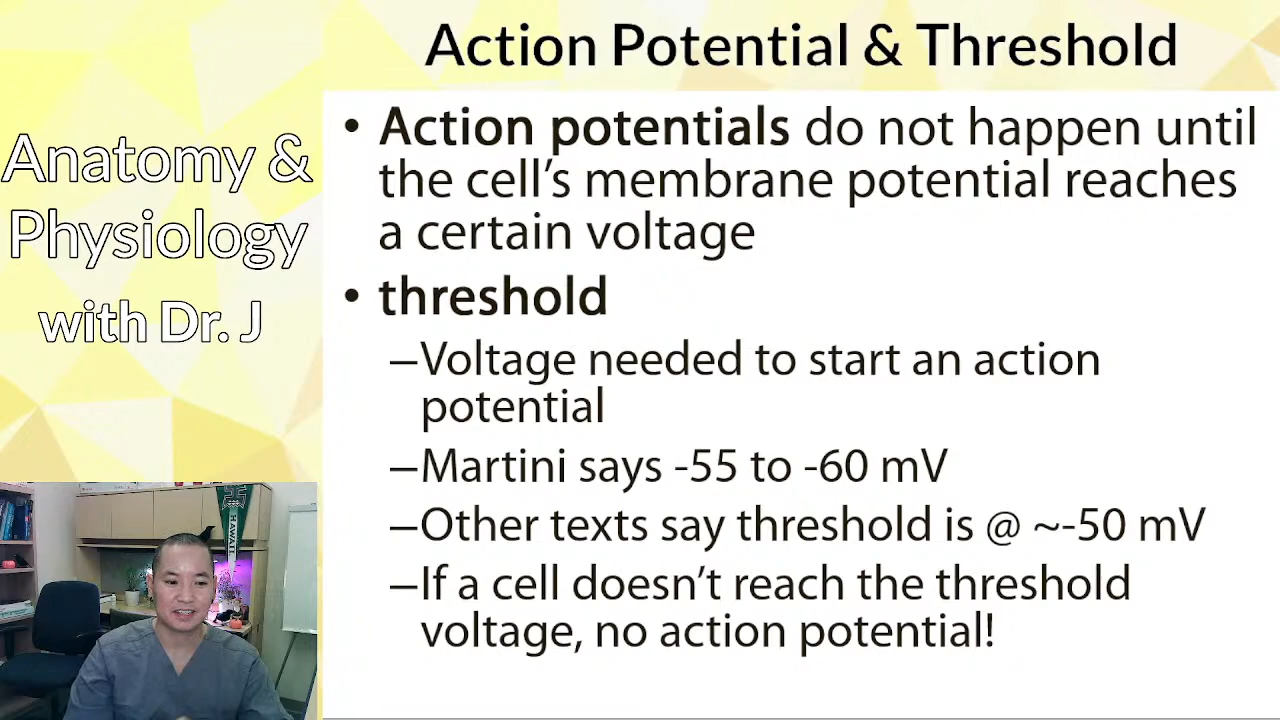 Action Potential & Threshold
Anatomy &
Physiology
with Dr. J
• Action potentials do not happen until
the cell's membrane potential reaches
a certain voltage
• threshold
–Voltage needed to start an action
potential
–Martini says -55 to -60 mV
–Other texts say threshold is @ ~-50 mV
–If a cell doesn't reach the threshold
voltage, no action potential!
HAWAII